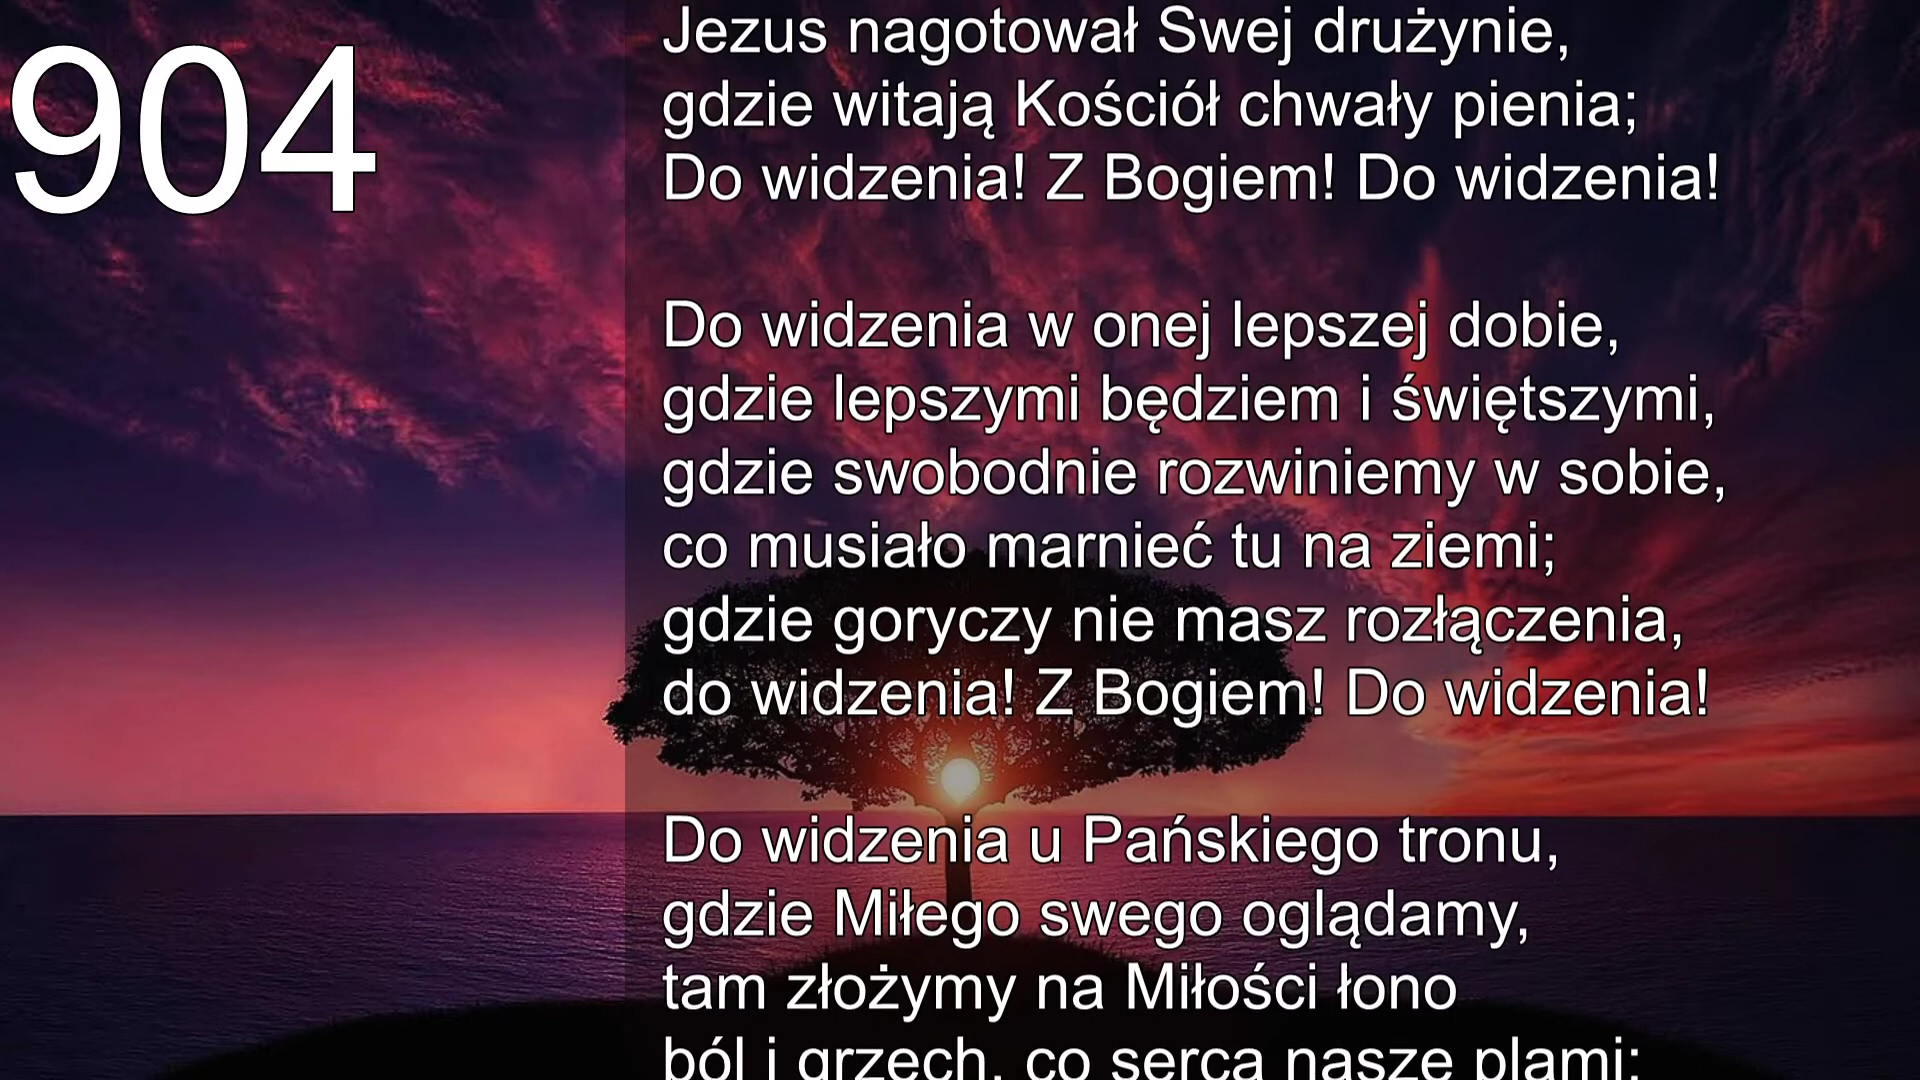 904
Jezus nagotował Swej drużynie,
gdzie witają Kościół chwały pienia;
Do widzenia! Z Bogiem! Do widzenia!
Do widzenia w onej lepszej dobie,
gdzie lepszymi będziem i świętszymi,
gdzie swobodnie rozwiniemy w sobie,
co musiało marnieć tu na ziemi;
gdzie goryczy nie masz rozłączenia,
do widzenia! Z Bogiem! Do widzenia!
Do widzenia u Pańskiego tronu,
gdzie Miłego swego oglądamy,
tam złożymy na Miłości łono
ból i grzech, co serca nasze plami;